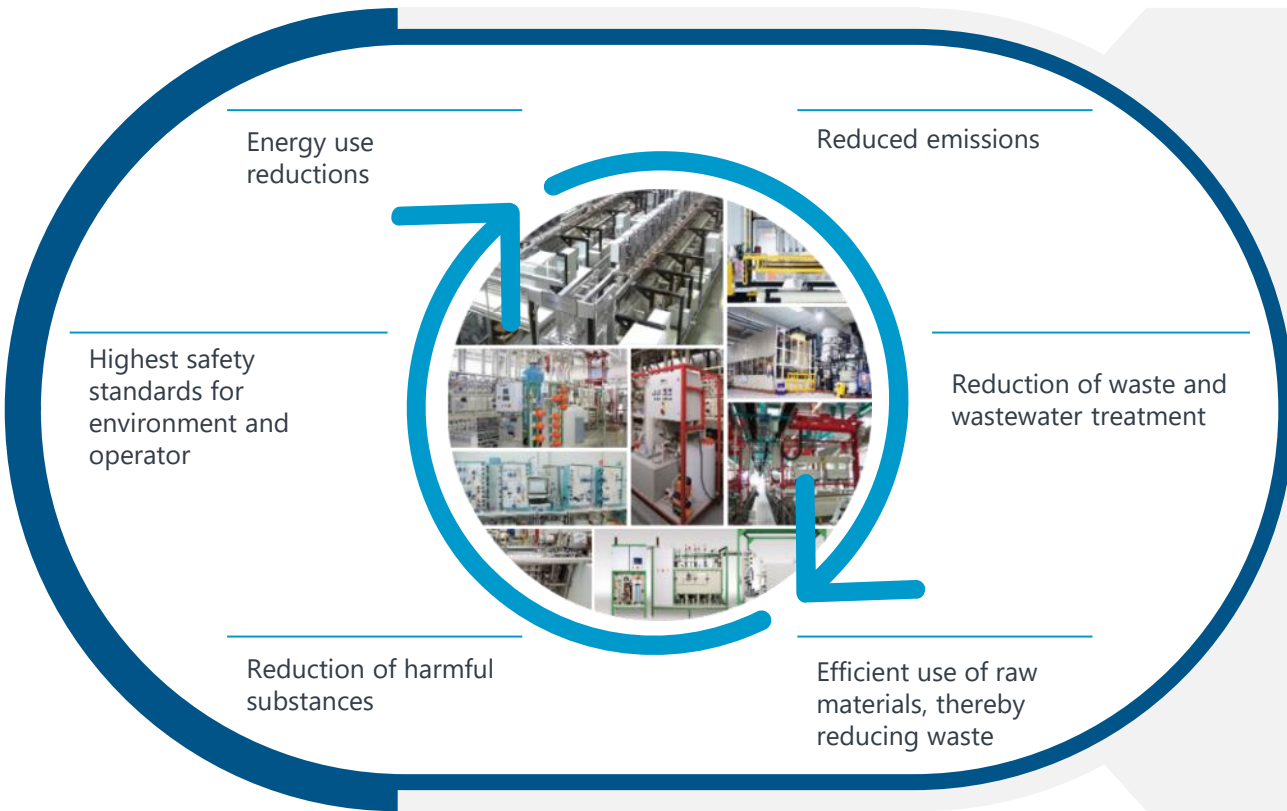 Energy use
reductions
Reduced emissions
Highest safety
standards for
environment and
operator
Reduction of waste and
wastewater treatment
Reduction of harmful
substances
Efficient use of raw
materials, thereby
reducing waste